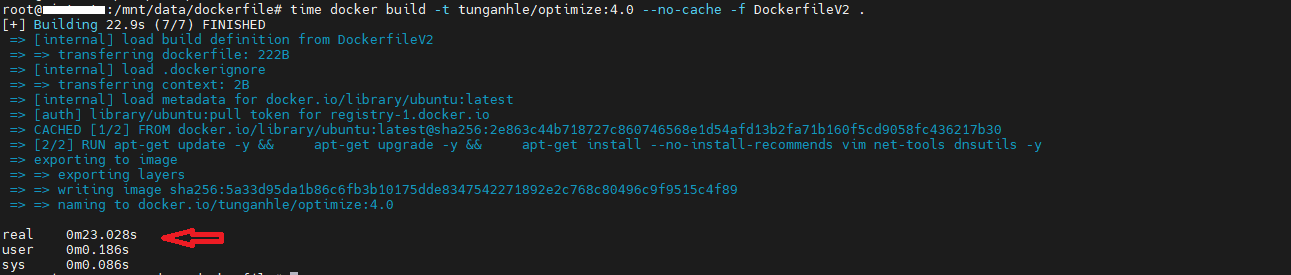 root@:/mnt/data/dockerfile# time docker build -t tunganhle/optimize:4.0 --no-cache -f DockerfileV2 .
[+] Building 22.9s (7/7) FINISHED
=> [internal] load build definition from DockerfileV2
=> => transferring dockerfile: 222B
=> [internal] load .dockerignore
=> => transferring context: 2B
=> [internal] load metadata for docker.io/library/ubuntu:latest
=> [auth] library/ubuntu:pull token for registry-1.docker.io
=> CACHED [1/2] FROM docker.io/library/ubuntu:latest@sha256:2e863c44b718727c860746568e1d54afd13b2fa71b160f5cd9058fc436217b30
=> [2/2] RUN apt-get update -y &&     apt-get upgrade -y &&     apt-get install --no-install-recommends vim net-tools dnsutils -y
=> exporting to image
=> => exporting layers
=> => writing image sha256:5a33d95da1b86c6fb3b10175dde8347542271892e2c768c80496c9f9515c4f89
=> => naming to docker.io/tunganhle/optimize:4.0
real    0m23.028s
user    0m0.186s
sys     0m0.086s